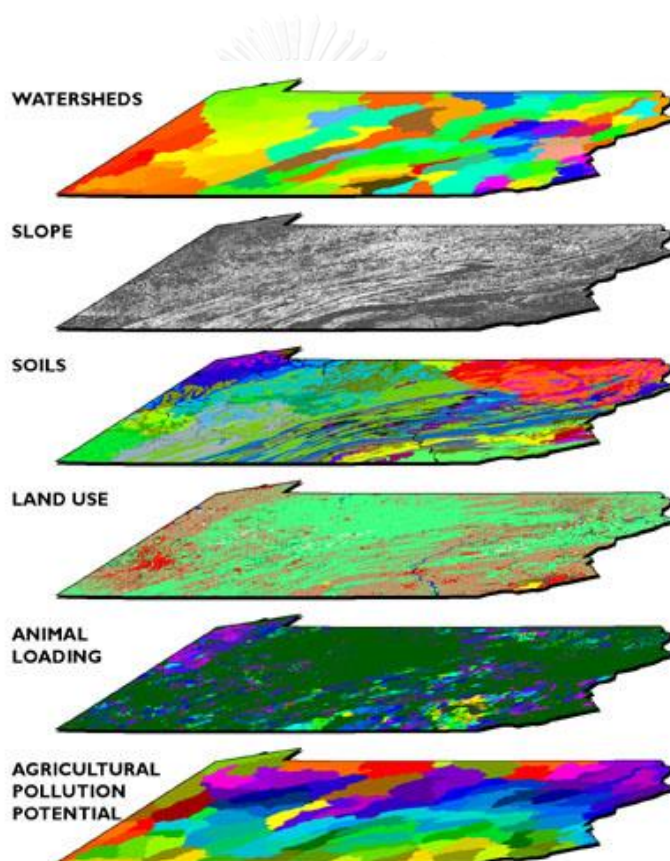 WATERSHEDS
SLOPE
SOILS
LAND USE
ANIMAL
LOADING
AGRICULTURAL
POLLUTION
POTENTIAL